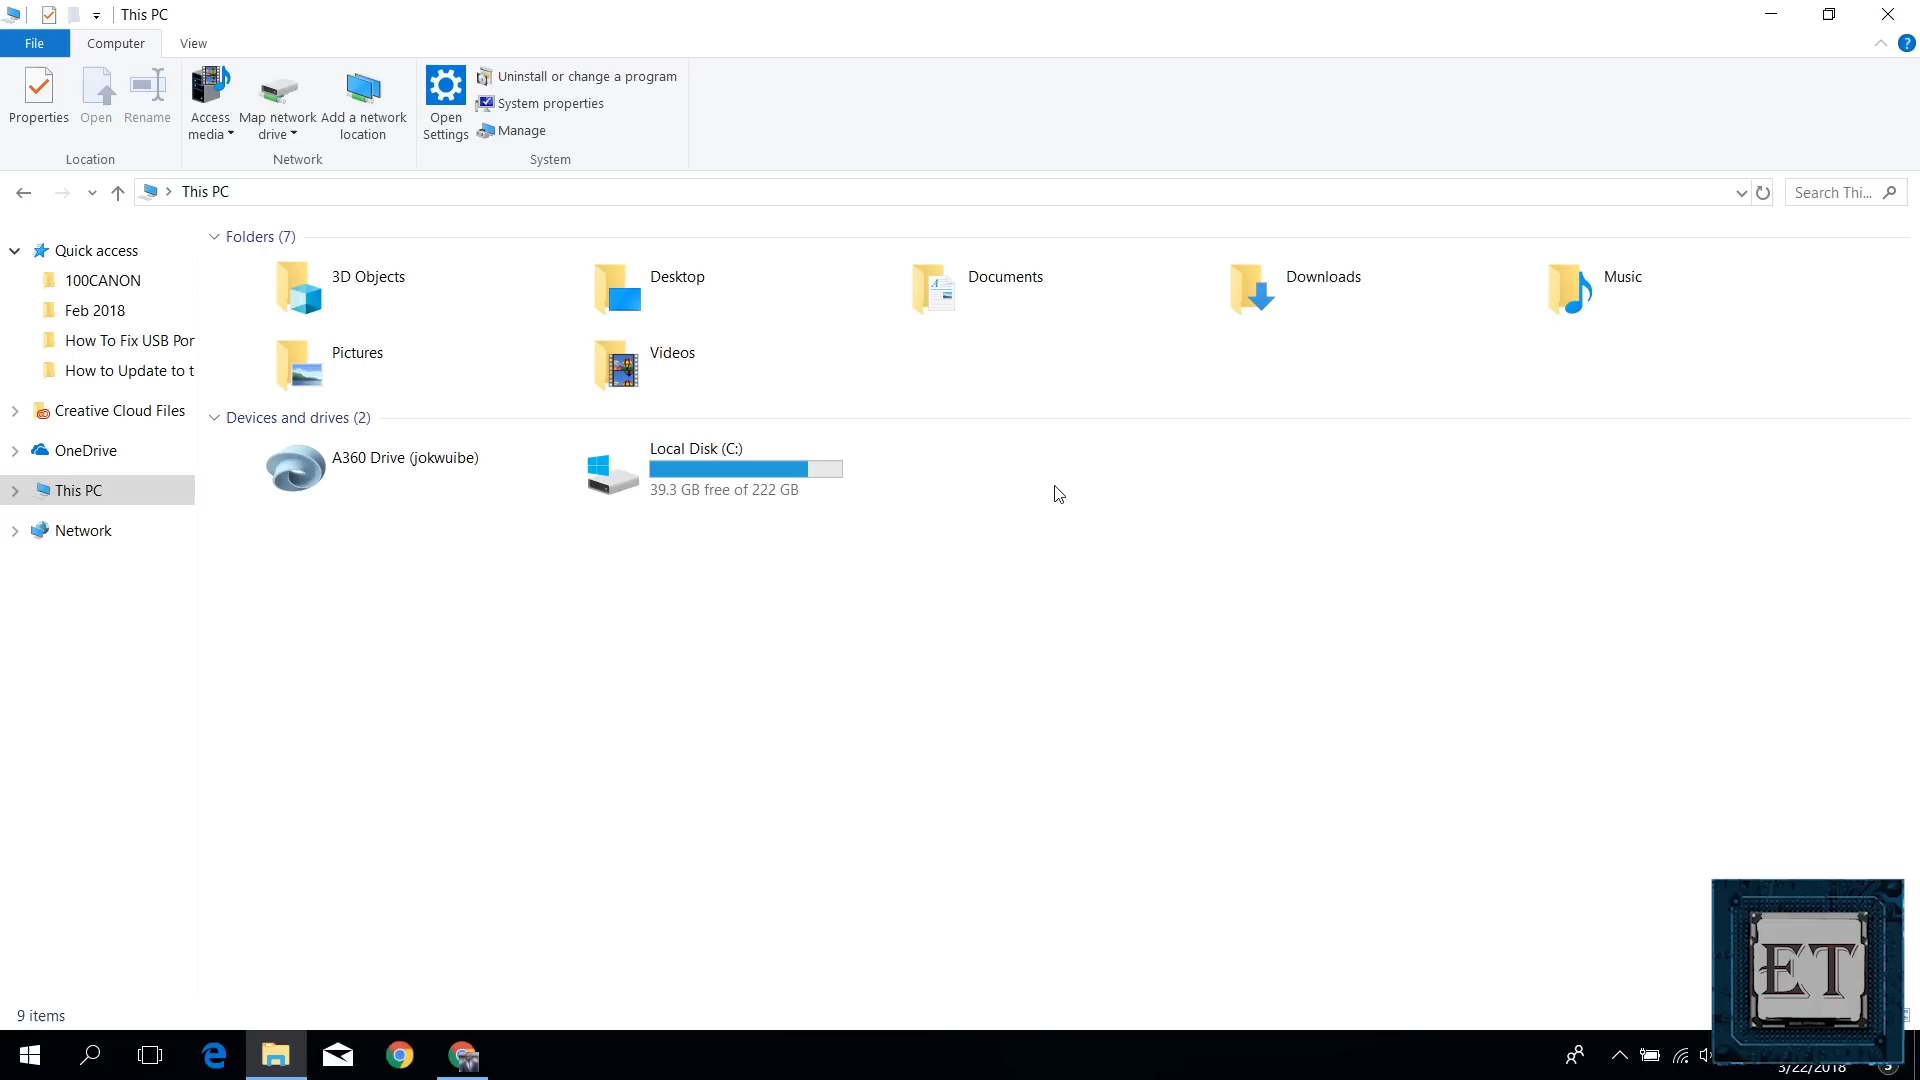 This PC
File
Computer
View
Properties
Open
Rename
Access
media
Map network
drive
Add a network
location
Open
Settings
Uninstall or change a program
System properties
Manage
Location
Network
System
This PC
Search Thi...
Quick access
100CANON
Feb 2018
How To Fix USB Por
How to Update to t
Creative Cloud Files
OneDrive
This PC
Network
Folders (7)
3D Objects
Desktop
Documents
Downloads
Music
Pictures
Videos
Devices and drives (2)
A360 Drive (jokwuibe)
Local Disk (C:)
39.3 GB free of 222 GB
9 items
ET
3/22/2018